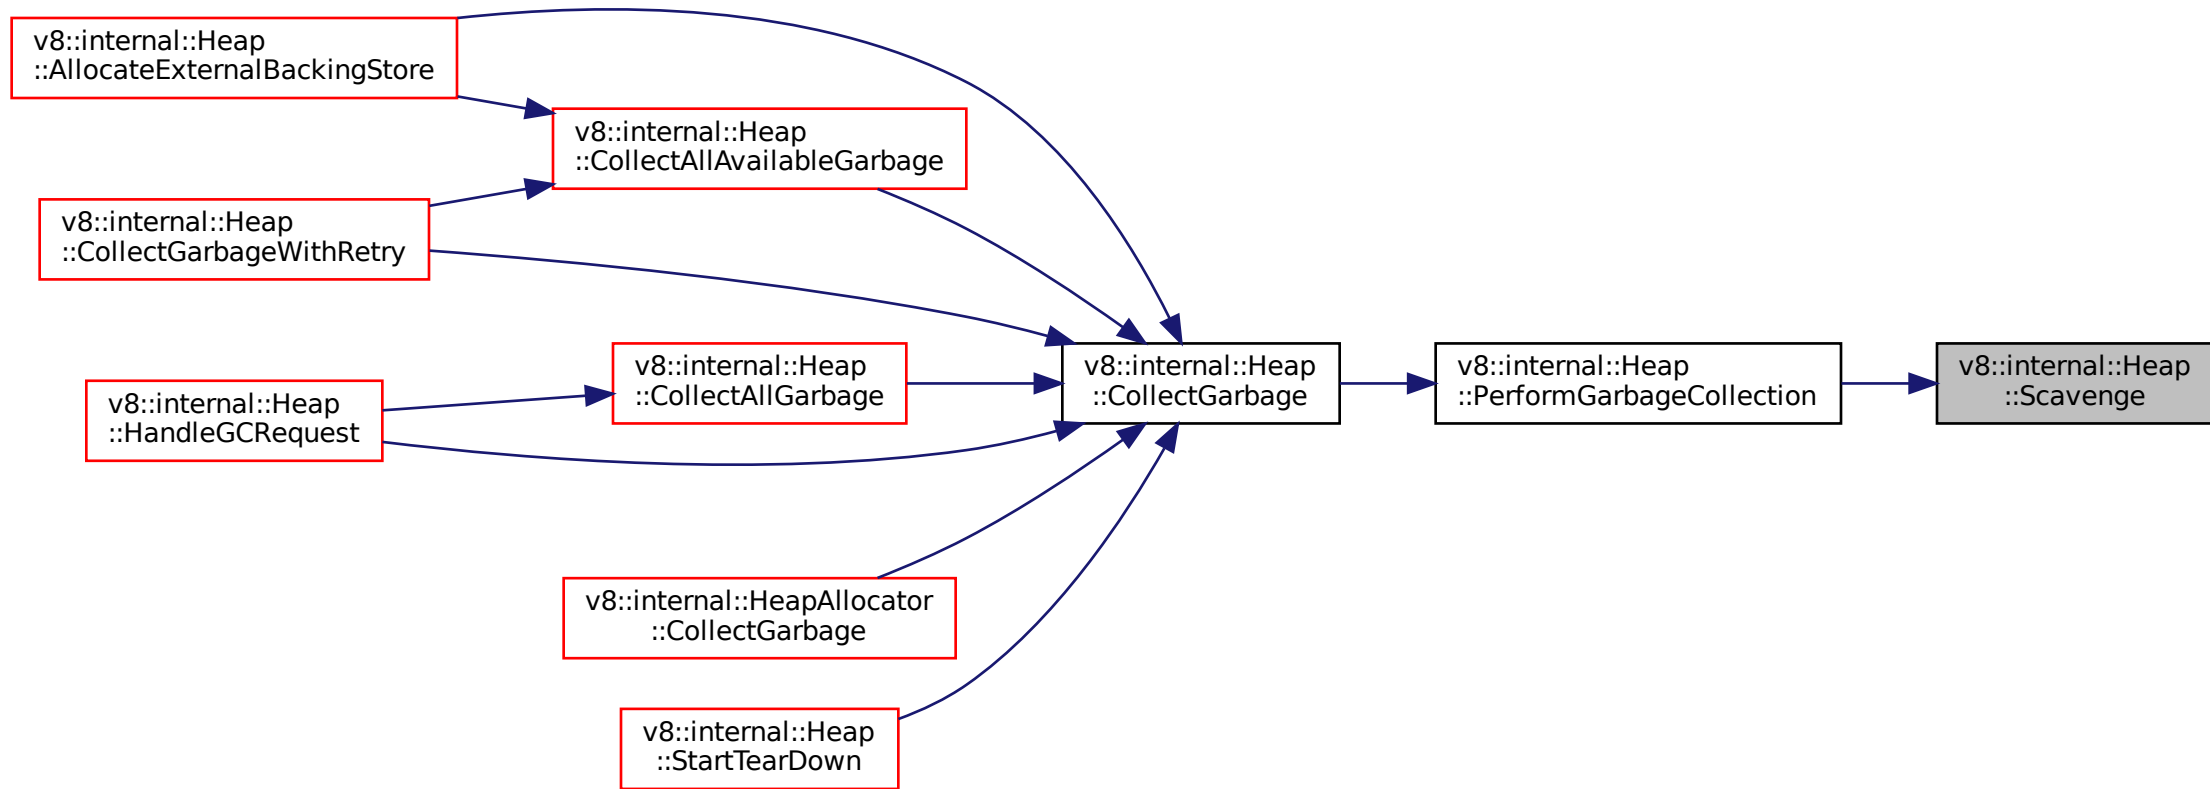 v8::internal::Heap
::AllocateExternalBackingStore
v8::internal::Heap
::CollectAllAvailableGarbage
v8::internal::Heap
::CollectGarbageWithRetry
v8::internal::Heap
::CollectAllGarbage
v8::internal::Heap
::HandleGCRequest
v8::internal::Heap
::CollectGarbage
v8::internal::Heap
::PerformGarbageCollection
v8::internal::Heap
::Scavenge
v8::internal::HeapAllocator
::CollectGarbage
v8::internal::Heap
::StartTearDown